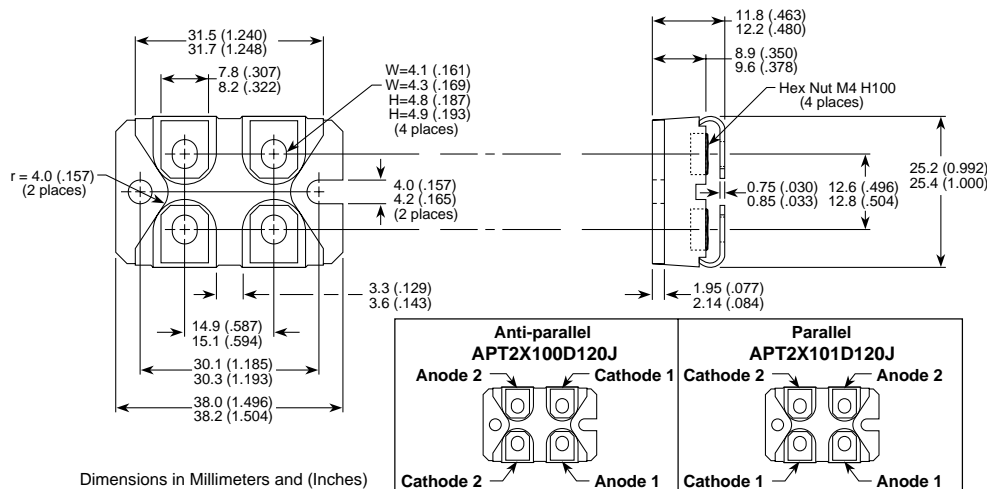 31.5 (1.240)
31.7 (1.248)
7.8 (.307)
8.2 (.322)
W=4.1 (.161)
W=4.3 (.169)
H=4.8 (.187)
H=4.9 (.193)
(4 places)
r = 4.0 (.157)
(2 places)
4.0 (.157)
4.2 (.165)
(2 places)
3.3 (.129)
3.6 (.143)
14.9 (.587)
15.1 (.594)
30.1 (1.185)
30.3 (1.193)
38.0 (1.496)
38.2 (1.504)
11.8 (.463)
12.2 (.480)
8.9 (.350)
9.6 (.378)
Hex Nut M4 H100
(4 places)
0.75 (.030)
0.85 (.033)
12.6 (.496)
12.8 (.504)
25.2 (0.992)
25.4 (1.000)
1.95 (.077)
2.14 (.084)
Anti-parallel
APT2X100D120J
Anode 2
Cathode 1
Cathode 2
Anode 1
Parallel
APT2X101D120J
Cathode 2
Anode 2
Cathode 1
Anode 1
Dimensions in Millimeters and (Inches)